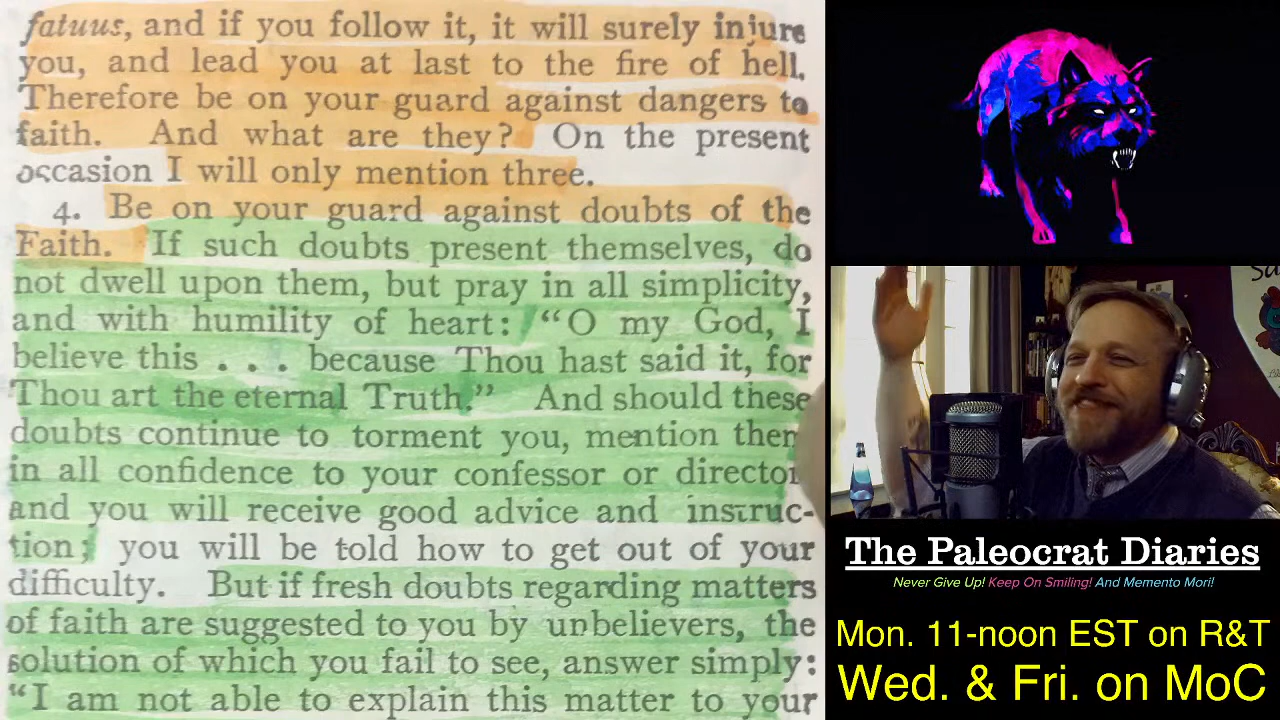 fatuus, and if you follow it, it will surely injure
you, and lead you at last to the fire of hell.
Therefore be on your guard against dangers to
faith. And what are they? On the present
occasion I will only mention three.
4. Be on your guard against doubts of the
Faith. If such doubts present themselves, do
not dwell upon them, but pray in all simplicity,
and with humility of heart: “O my God, I
believe this . . . because Thou hast said it, for
Thou art the eternal Truth.” And should these
doubts continue to torment you, mention them
in all confidence to your confessor or director
and you will receive good advice and instruc-
tion; you will be told how to get out of your
difficulty. But if fresh doubts regarding matters
of faith are suggested to you by unbelievers, the
solution of which you fail to see, answer simply:
“I am not able to explain this matter to your
The Paleocrat Diaries
Never Give Up! Keep On Smiling! And Memento Mori!
Mon. 11-noon EST on R&T
Wed. & Fri. on MoC